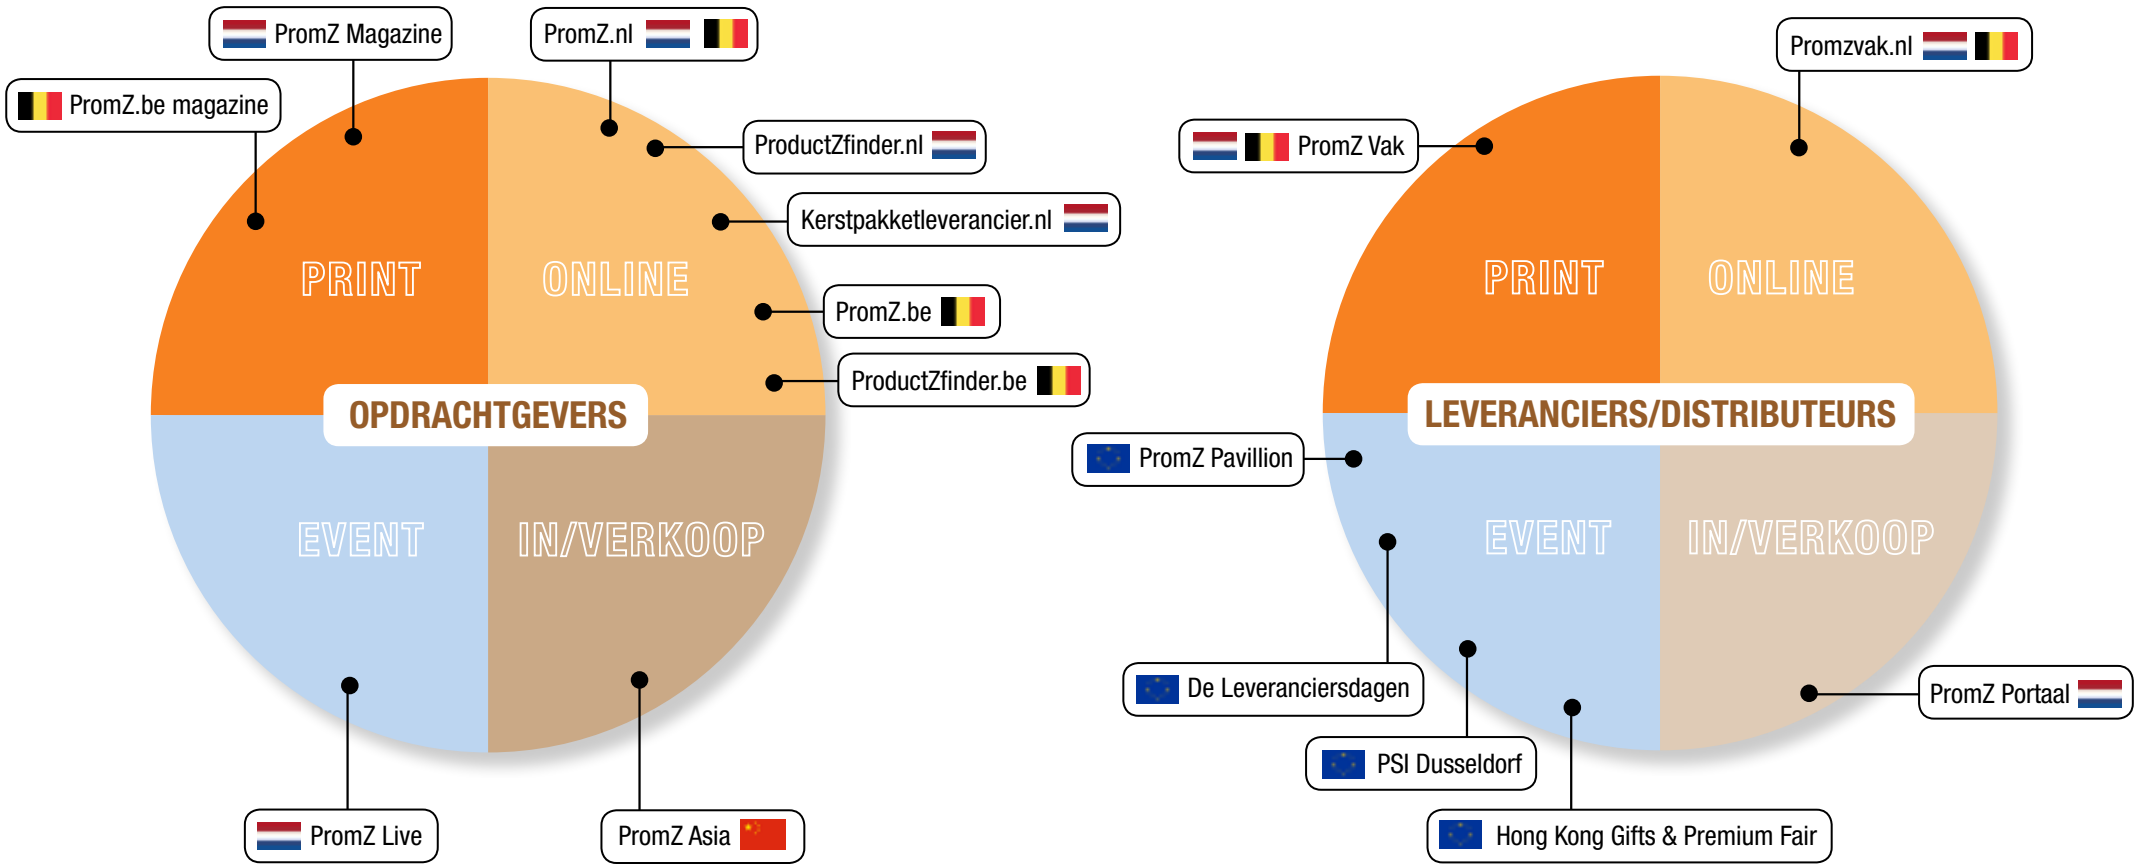 PromZ Magazine
PromZ.nl
PromZ.be magazine
ProductZfinder.nl
Kerstpakketleverancier.nl
PRINT
ONLINE
PromZ.be
ProductZfinder.be
OPDRACHTGEVERS
EVENT
IN/VERKOOP
PromZ Live
PromZ Asia
Promzvak.nl
PromZ Vak
PRINT
ONLINE
LEVERANCIERS/DISTRIBUTEURS
PromZ Pavillion
EVENT
IN/VERKOOP
De Leveranciersdagen
PromZ Portaal
PSI Dusseldorf
Hong Kong Gifts & Premium Fair